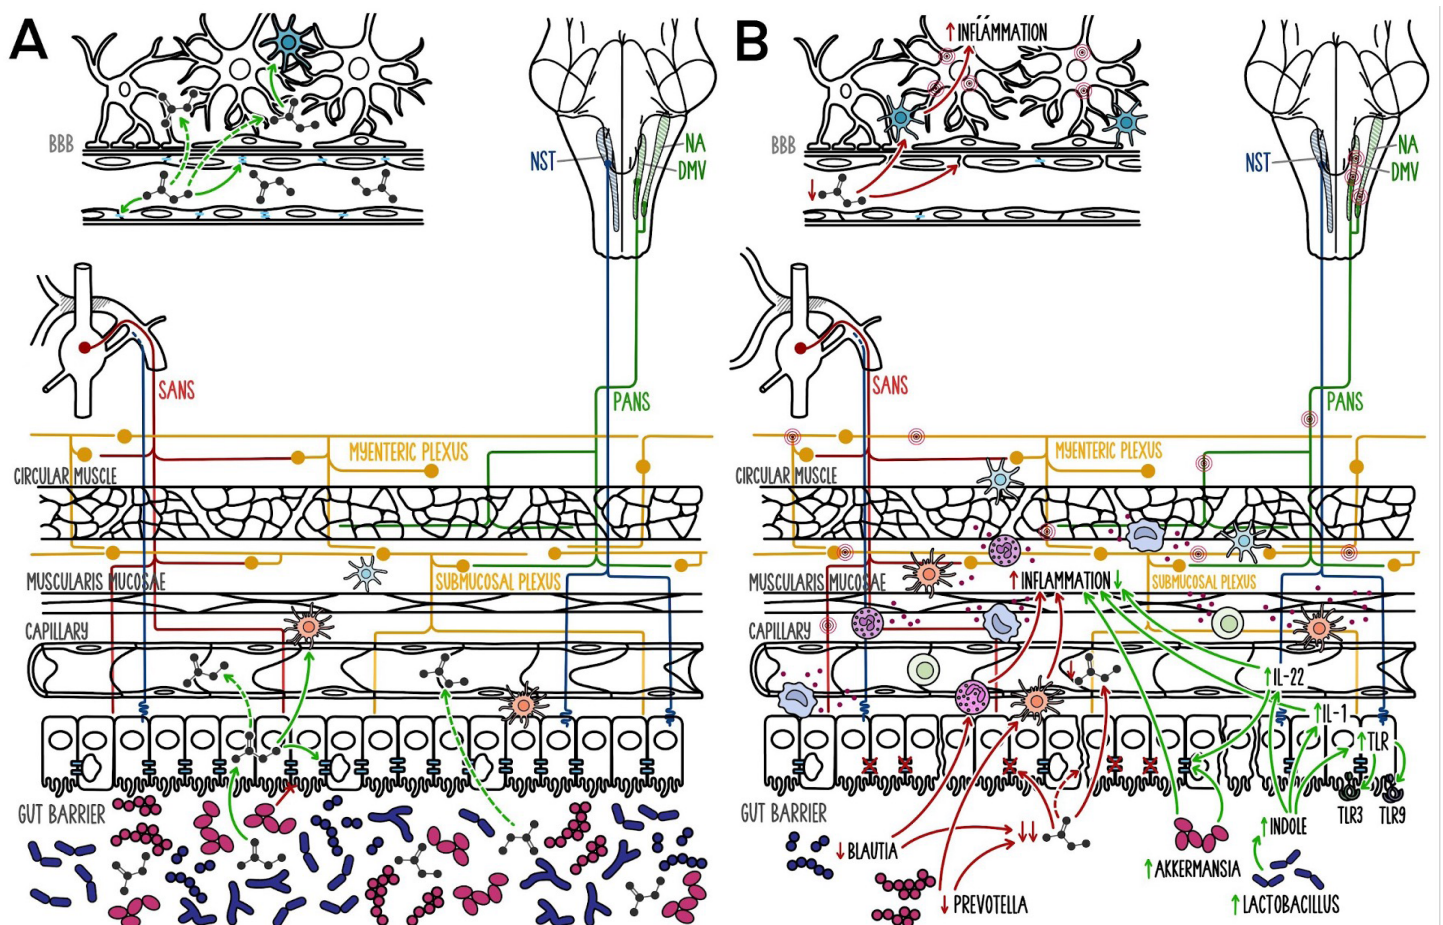 A
BBB
NST
NA
DMV
SANS
PANS
MYENTERIC PLEXUS
CIRCULAR MUSCLE
MUSCULARIS MUCOSAE
SUBMUCOSAL PLEXUS
CAPILLARY
GUT BARRIER
B
↑ INFLAMMATION
BBB
↓
NST
NA
DMV
SANS
PANS
MYENTERIC PLEXUS
CIRCULAR MUSCLE
MUSCULARIS MUCOSAE
↑ INFLAMMATION ↓
SUBMUCOSAL PLEXUS
CAPILLARY
↓
↑ IL-22
↑ IL-1
↑ TLR
GUT BARRIER
TLR3 TLR9
↑ INDOLE
↓↓
↓ BLAUTIA
↑ AKKERMANSIA
↓ PREVOTELLA
↑ LACTOBACILLUS